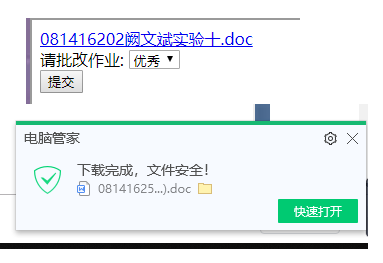 081416202阙文斌实验十.doc
请批改作业: 优秀
提交
电脑管家
下载完成，文件安全！
08141625...).doc
快速打开